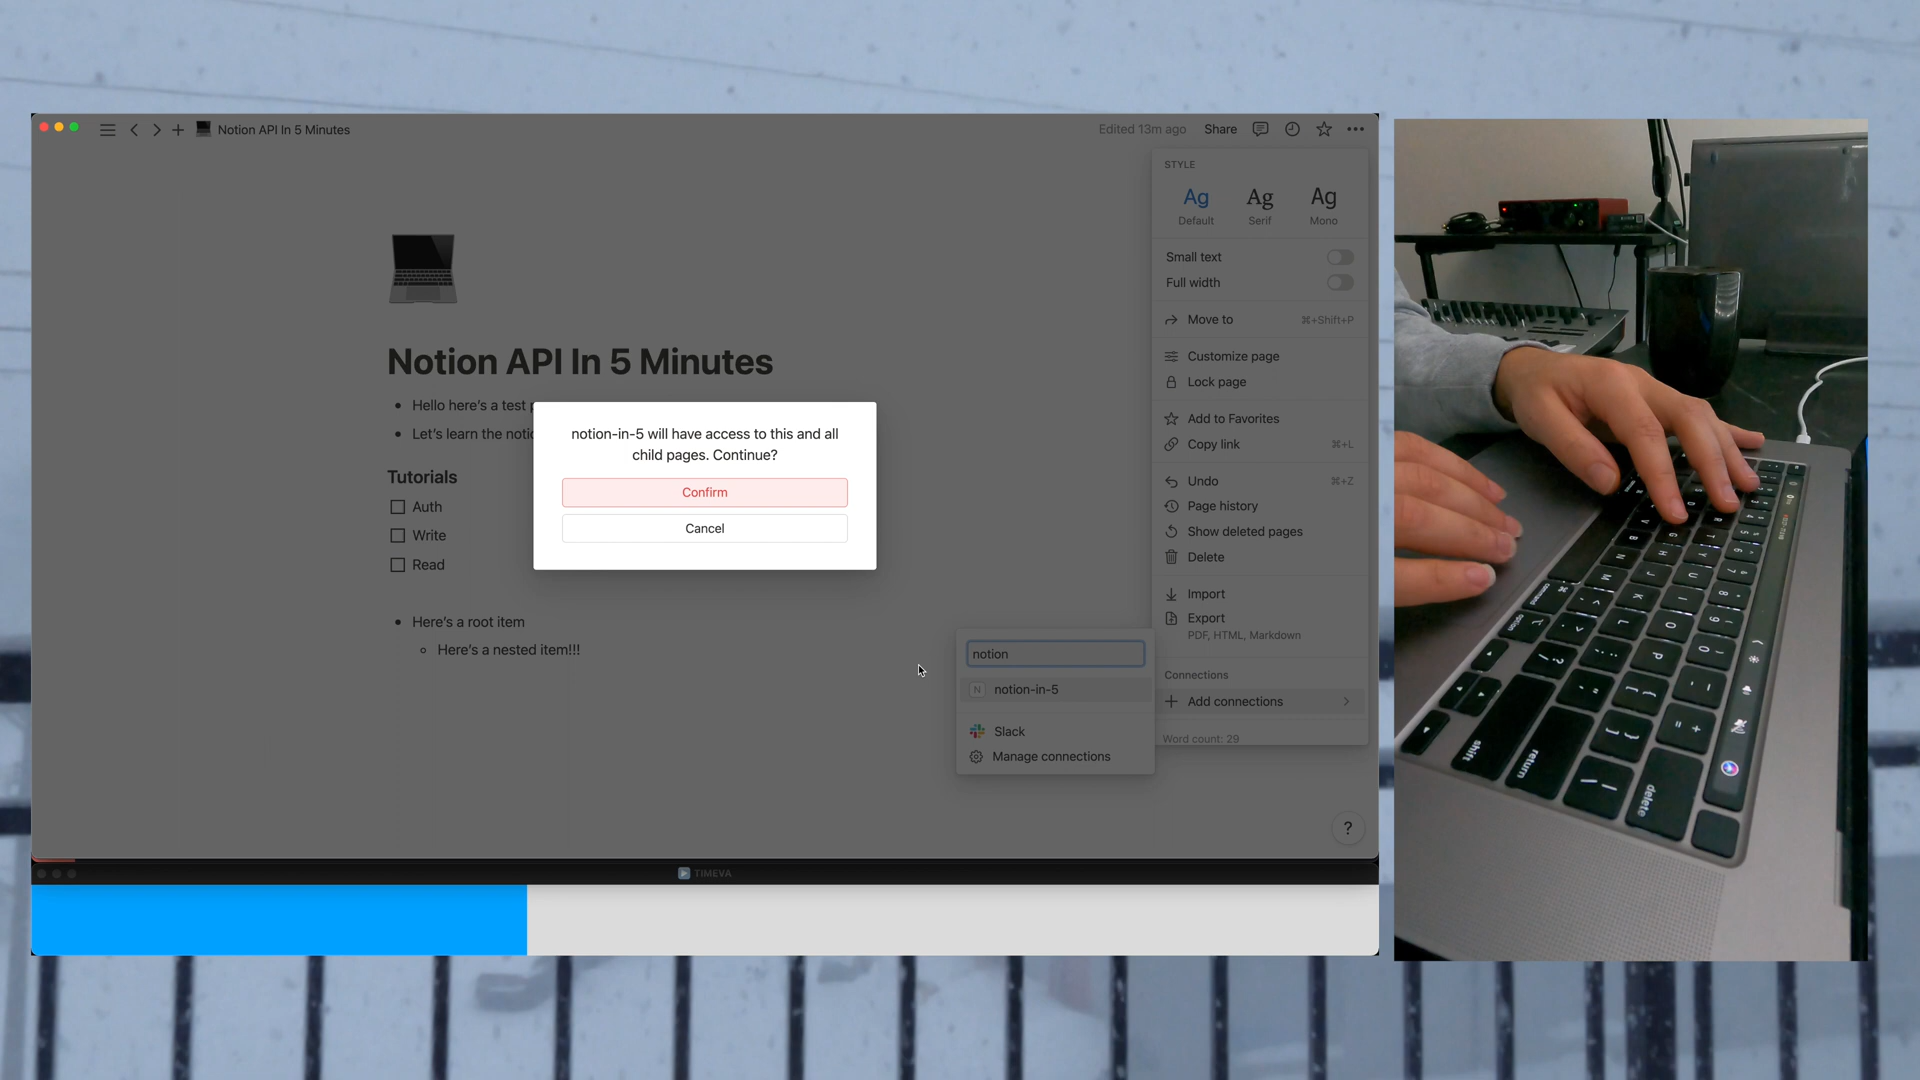 Notion API In 5 Minutes
Edited 13m ago
Share
STYLE
Ag Ag Ag
Default Serif Mono
Small text
Full width
Move to ⌘+Shift+P
Customize page
Lock page
Add to Favorites
Copy link ⌘+L
Undo ⌘+Z
Page history
Show deleted pages
Delete
Import
Export
PDF, HTML, Markdown
Connections
Add connections
Word count: 29
Notion API In 5 Minutes
Hello here's a test
Let's learn the
Tutorials
Auth
Write
Read
Here's a root item
Here's a nested item!!!
notion-in-5 will have access to this and all
child pages. Continue?
Confirm
Cancel
notion
N notion-in-5
Slack
Manage connections
?
TIMEVA
command
option
shift
return
delete